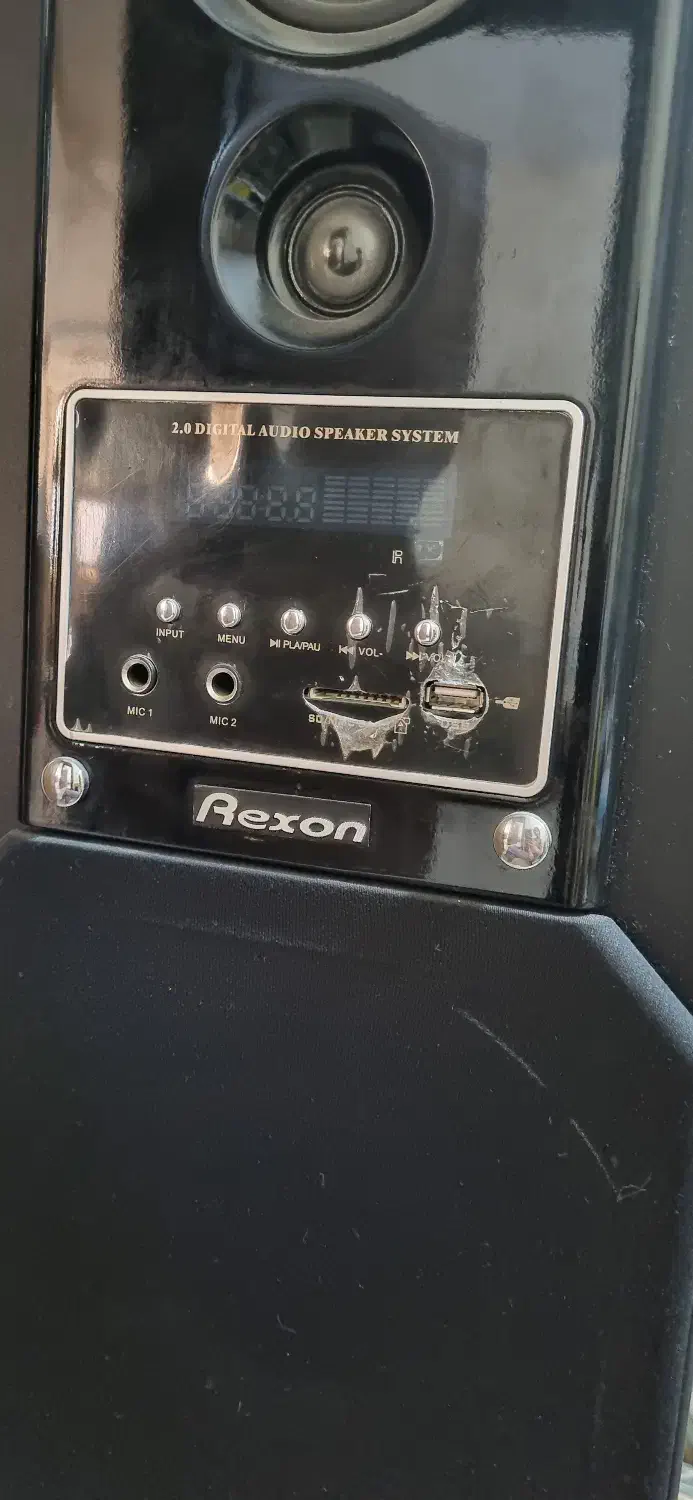 2.0 DIGITAL AUDIO SPEAKER SYSTEM
INPUT
MENU
PLA/PAU
VOL-
MIC 1
MIC 2
Rexon